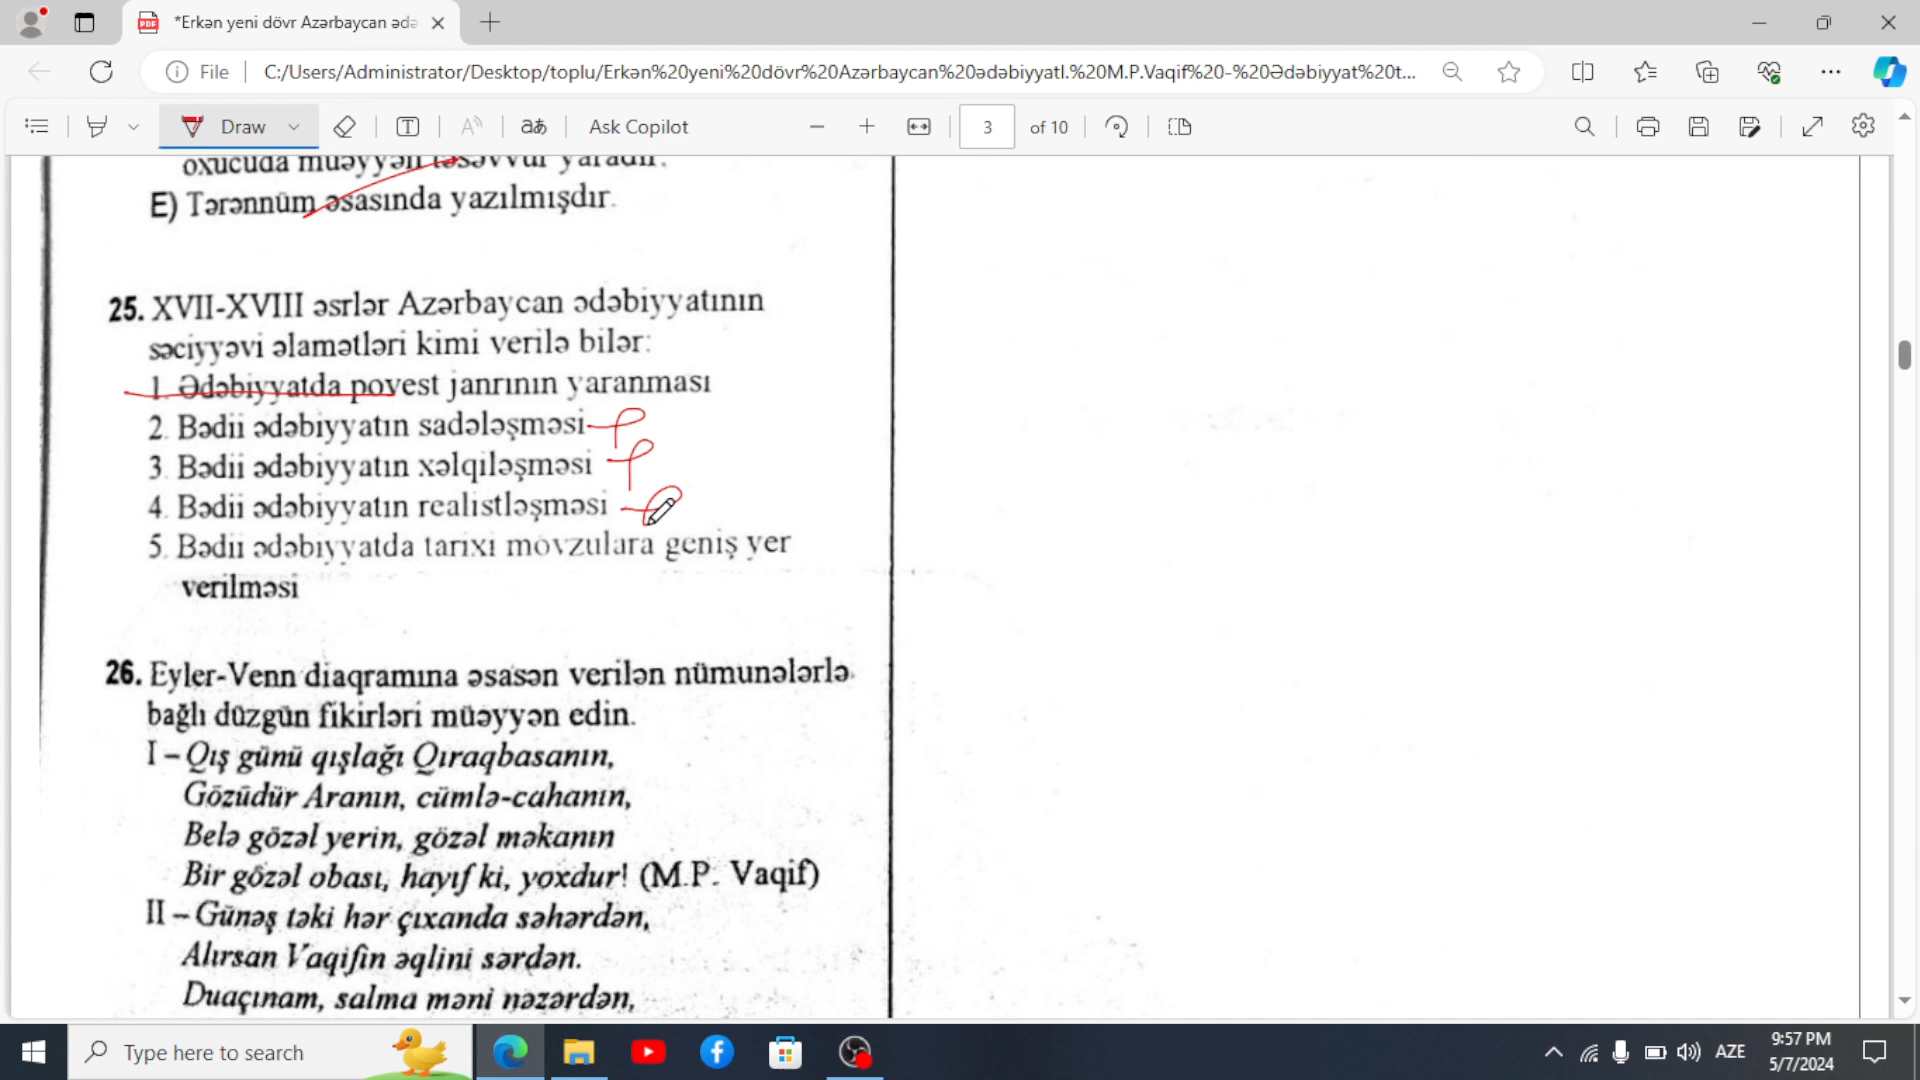 *Erkən yeni dövr Azərbaycan ədə
File
C:/Users/Administrator/Desktop/toplu/Erkən%20yeni%20dövr%20Azərbaycan%20ədəbiyyatI.%20M.P.Vaqif%20-%20Ədəbiyyat%20t...
Draw
Ask Copilot
3 of 10
oxucuda müəyyən təsəvvür yaradır.
E) Tərənnüm əsasında yazılmışdır.
25. XVII-XVIII əsrlər Azərbaycan ədəbiyyatının
səciyyəvi əlamətləri kimi verilə bilər:
1. Ədəbiyyatda povest janrının yaranması
2. Bədii ədəbiyyatın sadələşməsi
3. Bədii ədəbiyyatın xəlqiləşməsi
4. Bədii ədəbiyyatın realistləşməsi
5. Bədii ədəbiyyatda tarixi mövzulara geniş yer
verilməsi
26. Eyler-Venn diaqramına əsasən verilən nümunələrlə
bağlı düzgün fikirləri müəyyən edin.
I – Qış günü qışlağı Qıraqbasanın,
Gözüdür Aranın, cümlə-cahanın,
Belə gözəl yerin, gözəl məkanın
Bir gözəl obası, hayıf ki, yoxdur! (M.P. Vaqif)
II – Günəş təki hər çıxanda səhərdən,
Alırsan Vaqifin əqlini sərdən.
Duaçınam, salma məni nəzərdən,
Type here to search
AZE
9:57 PM
5/7/2024